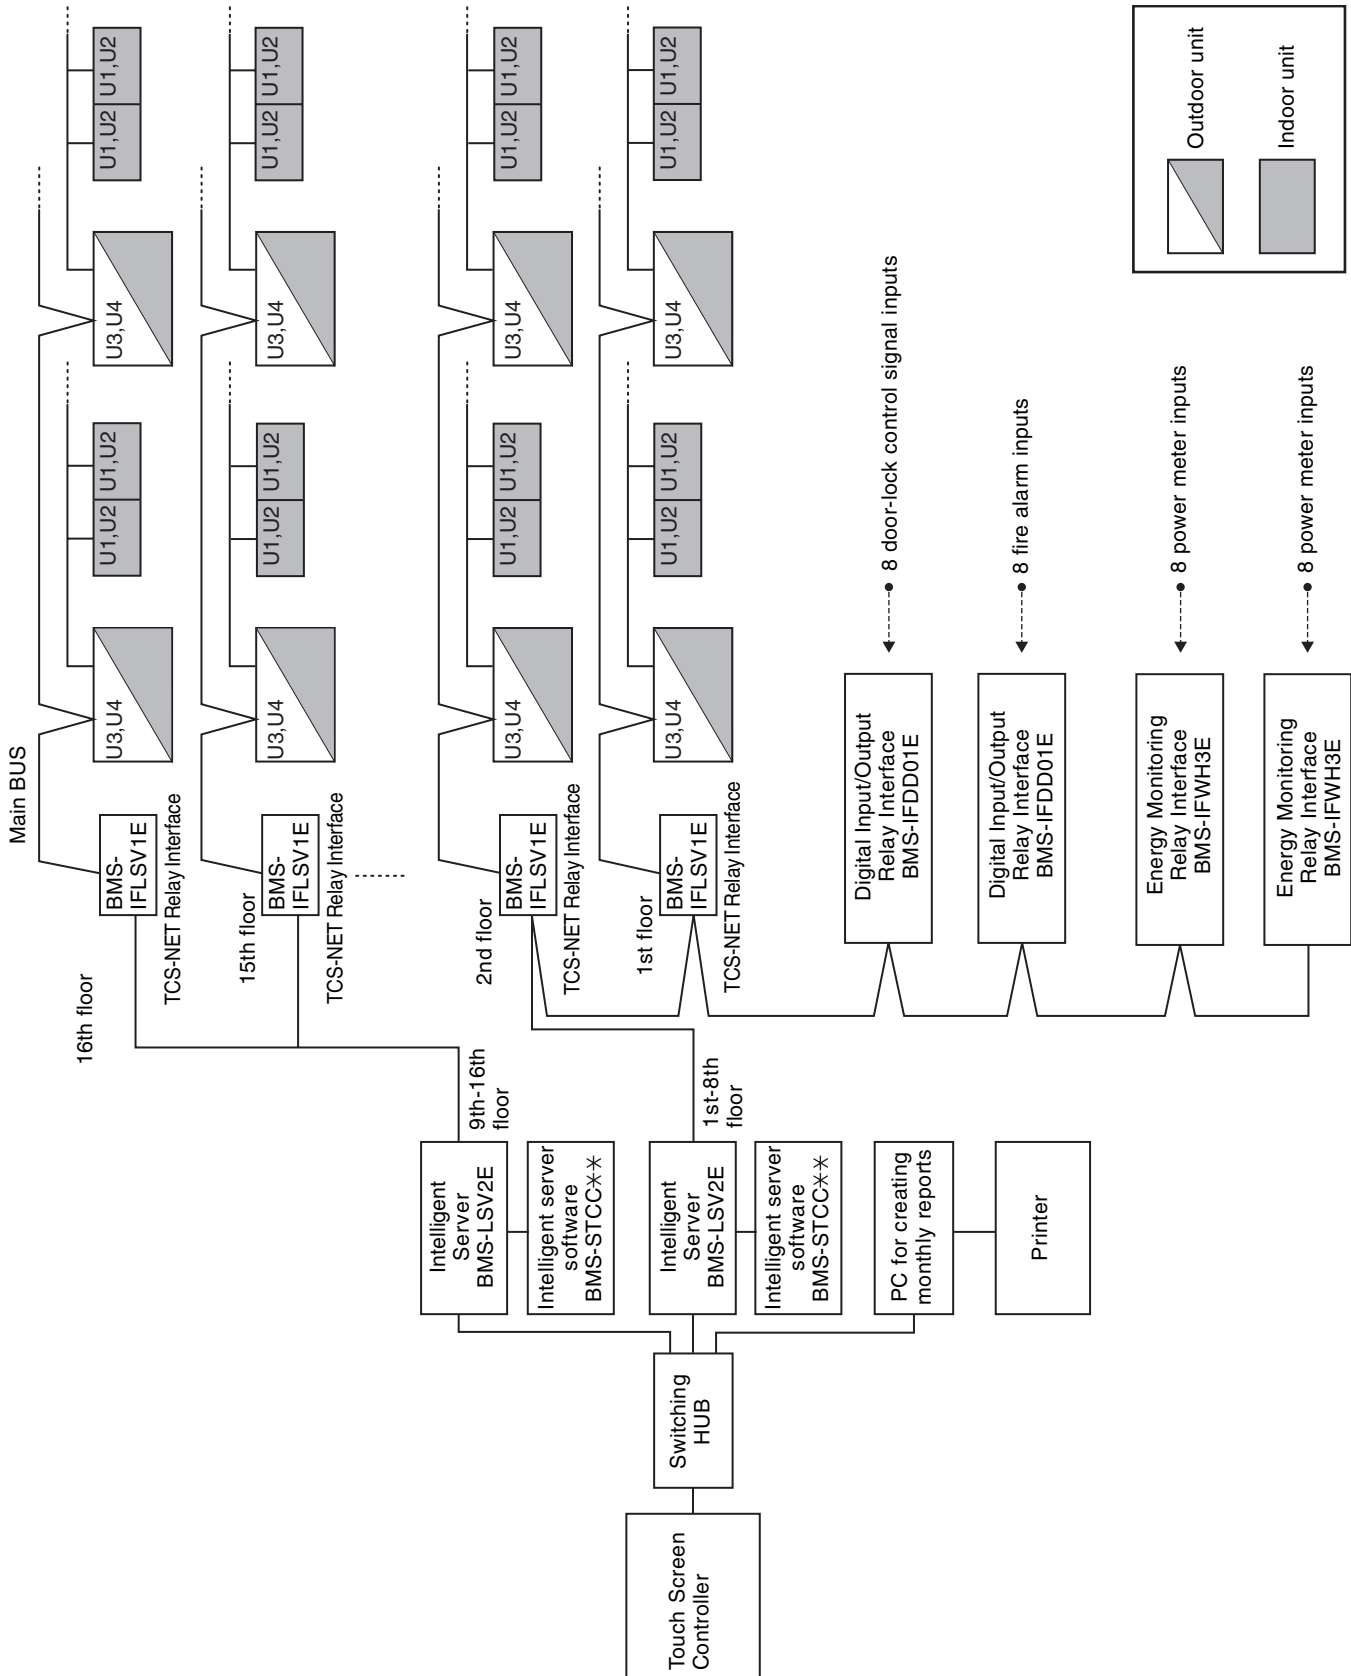 Main BUS
16th floor
BMS-
IFLSV1E
TCS-NET Relay Interface
U3,U4
U1,U2
U1,U2
U3,U4
U1,U2
U1,U2
15th floor
BMS-
IFLSV1E
TCS-NET Relay Interface
U3,U4
U1,U2
U1,U2
U3,U4
U1,U2
U1,U2
2nd floor
BMS-
IFLSV1E
TCS-NET Relay Interface
U3,U4
U1,U2
U1,U2
U3,U4
U1,U2
U1,U2
1st floor
BMS-
IFLSV1E
TCS-NET Relay Interface
U3,U4
U1,U2
U1,U2
U3,U4
U1,U2
U1,U2
9th-16th
floor
Intelligent
Server
BMS-LSV2E
Intelligent server
software
BMS-STCC**
1st-8th
floor
Intelligent
Server
BMS-LSV2E
Intelligent server
software
BMS-STCC**
PC for creating
monthly reports
Printer
Switching
HUB
Touch Screen
Controller
Digital Input/Output
Relay Interface
BMS-IFDD01E
8 door-lock control signal inputs
Digital Input/Output
Relay Interface
BMS-IFDD01E
8 fire alarm inputs
Energy Monitoring
Relay Interface
BMS-IFWH3E
8 power meter inputs
Energy Monitoring
Relay Interface
BMS-IFWH3E
8 power meter inputs
Outdoor unit
Indoor unit